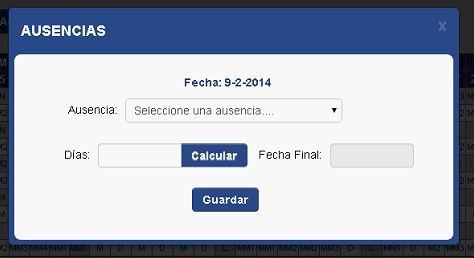 AUSENCIAS
x
Fecha: 9-2-2014
Ausencia: Seleccione una ausencia....
Días: Calcular Fecha Final:
Guardar